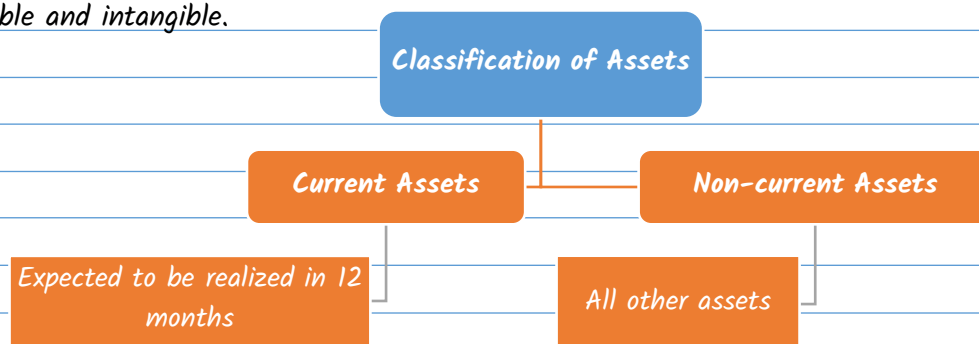 ble and intangible.
Classification of Assets
Current Assets
Non-current Assets
Expected to be realized in 12
months
All other assets